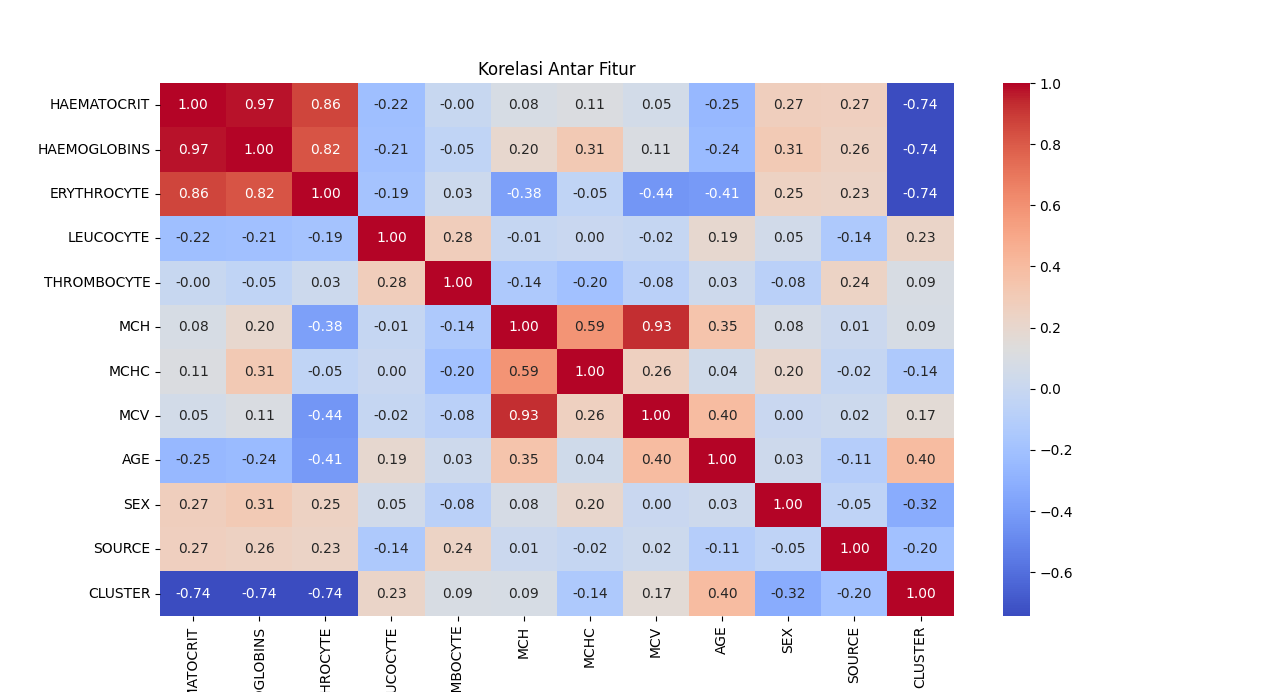 Korelasi Antar Fitur
HAEMATOCRIT 1.00 0.97 0.86 -0.22 -0.00 0.08 0.11 0.05 -0.25 0.27 0.27 -0.74
HAEMOGLOBINS 0.97 1.00 0.82 -0.21 -0.05 0.20 0.31 0.11 -0.24 0.31 0.26 -0.74
ERYTHROCYTE 0.86 0.82 1.00 -0.19 0.03 -0.38 -0.05 -0.44 -0.41 0.25 0.23 -0.74
LEUCOCYTE -0.22 -0.21 -0.19 1.00 0.28 -0.01 0.00 -0.02 0.19 0.05 -0.14 0.23
THROMBOCYTE -0.00 -0.05 0.03 0.28 1.00 -0.14 -0.20 -0.08 0.03 -0.08 0.24 0.09
MCH 0.08 0.20 -0.38 -0.01 -0.14 1.00 0.59 0.93 0.35 0.08 0.01 0.09
MCHC 0.11 0.31 -0.05 0.00 -0.20 0.59 1.00 0.26 0.04 0.20 -0.02 -0.14
MCV 0.05 0.11 -0.44 -0.02 -0.08 0.93 0.26 1.00 0.40 0.00 0.02 0.17
AGE -0.25 -0.24 -0.41 0.19 0.03 0.35 0.04 0.40 1.00 0.03 -0.11 0.40
SEX 0.27 0.31 0.25 0.05 -0.08 0.08 0.20 0.00 0.03 1.00 -0.05 -0.32
SOURCE 0.27 0.26 0.23 -0.14 0.24 0.01 -0.02 0.02 -0.11 -0.05 1.00 -0.20
CLUSTER -0.74 -0.74 -0.74 0.23 0.09 0.09 -0.14 0.17 0.40 -0.32 -0.20 1.00
MATOCRIT
OGLOBINS
HROCYTE
UCOCYTE
MBOCYTE
MCH
MCHC
MCV
AGE
SEX
SOURCE
CLUSTER
1.0
0.8
0.6
0.4
0.2
0.0
−0.2
−0.4
−0.6